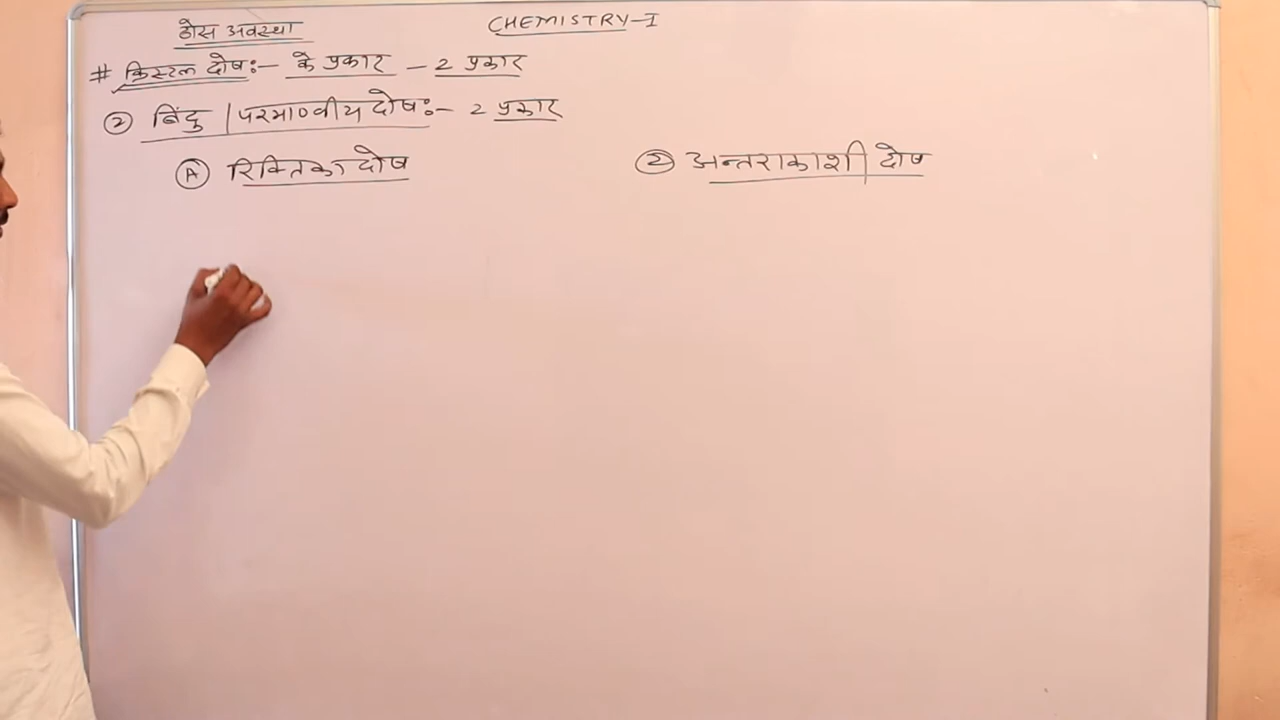 ठोस अवस्था CHEMISTRY-I
# क्रिस्टल दोष:- के प्रकार - 2 प्रकार
② बिंदु / परमाण्वीय दोष:- 2 प्रकार
Ⓐ रिक्तिका दोष ② अन्तराकाशी दोष